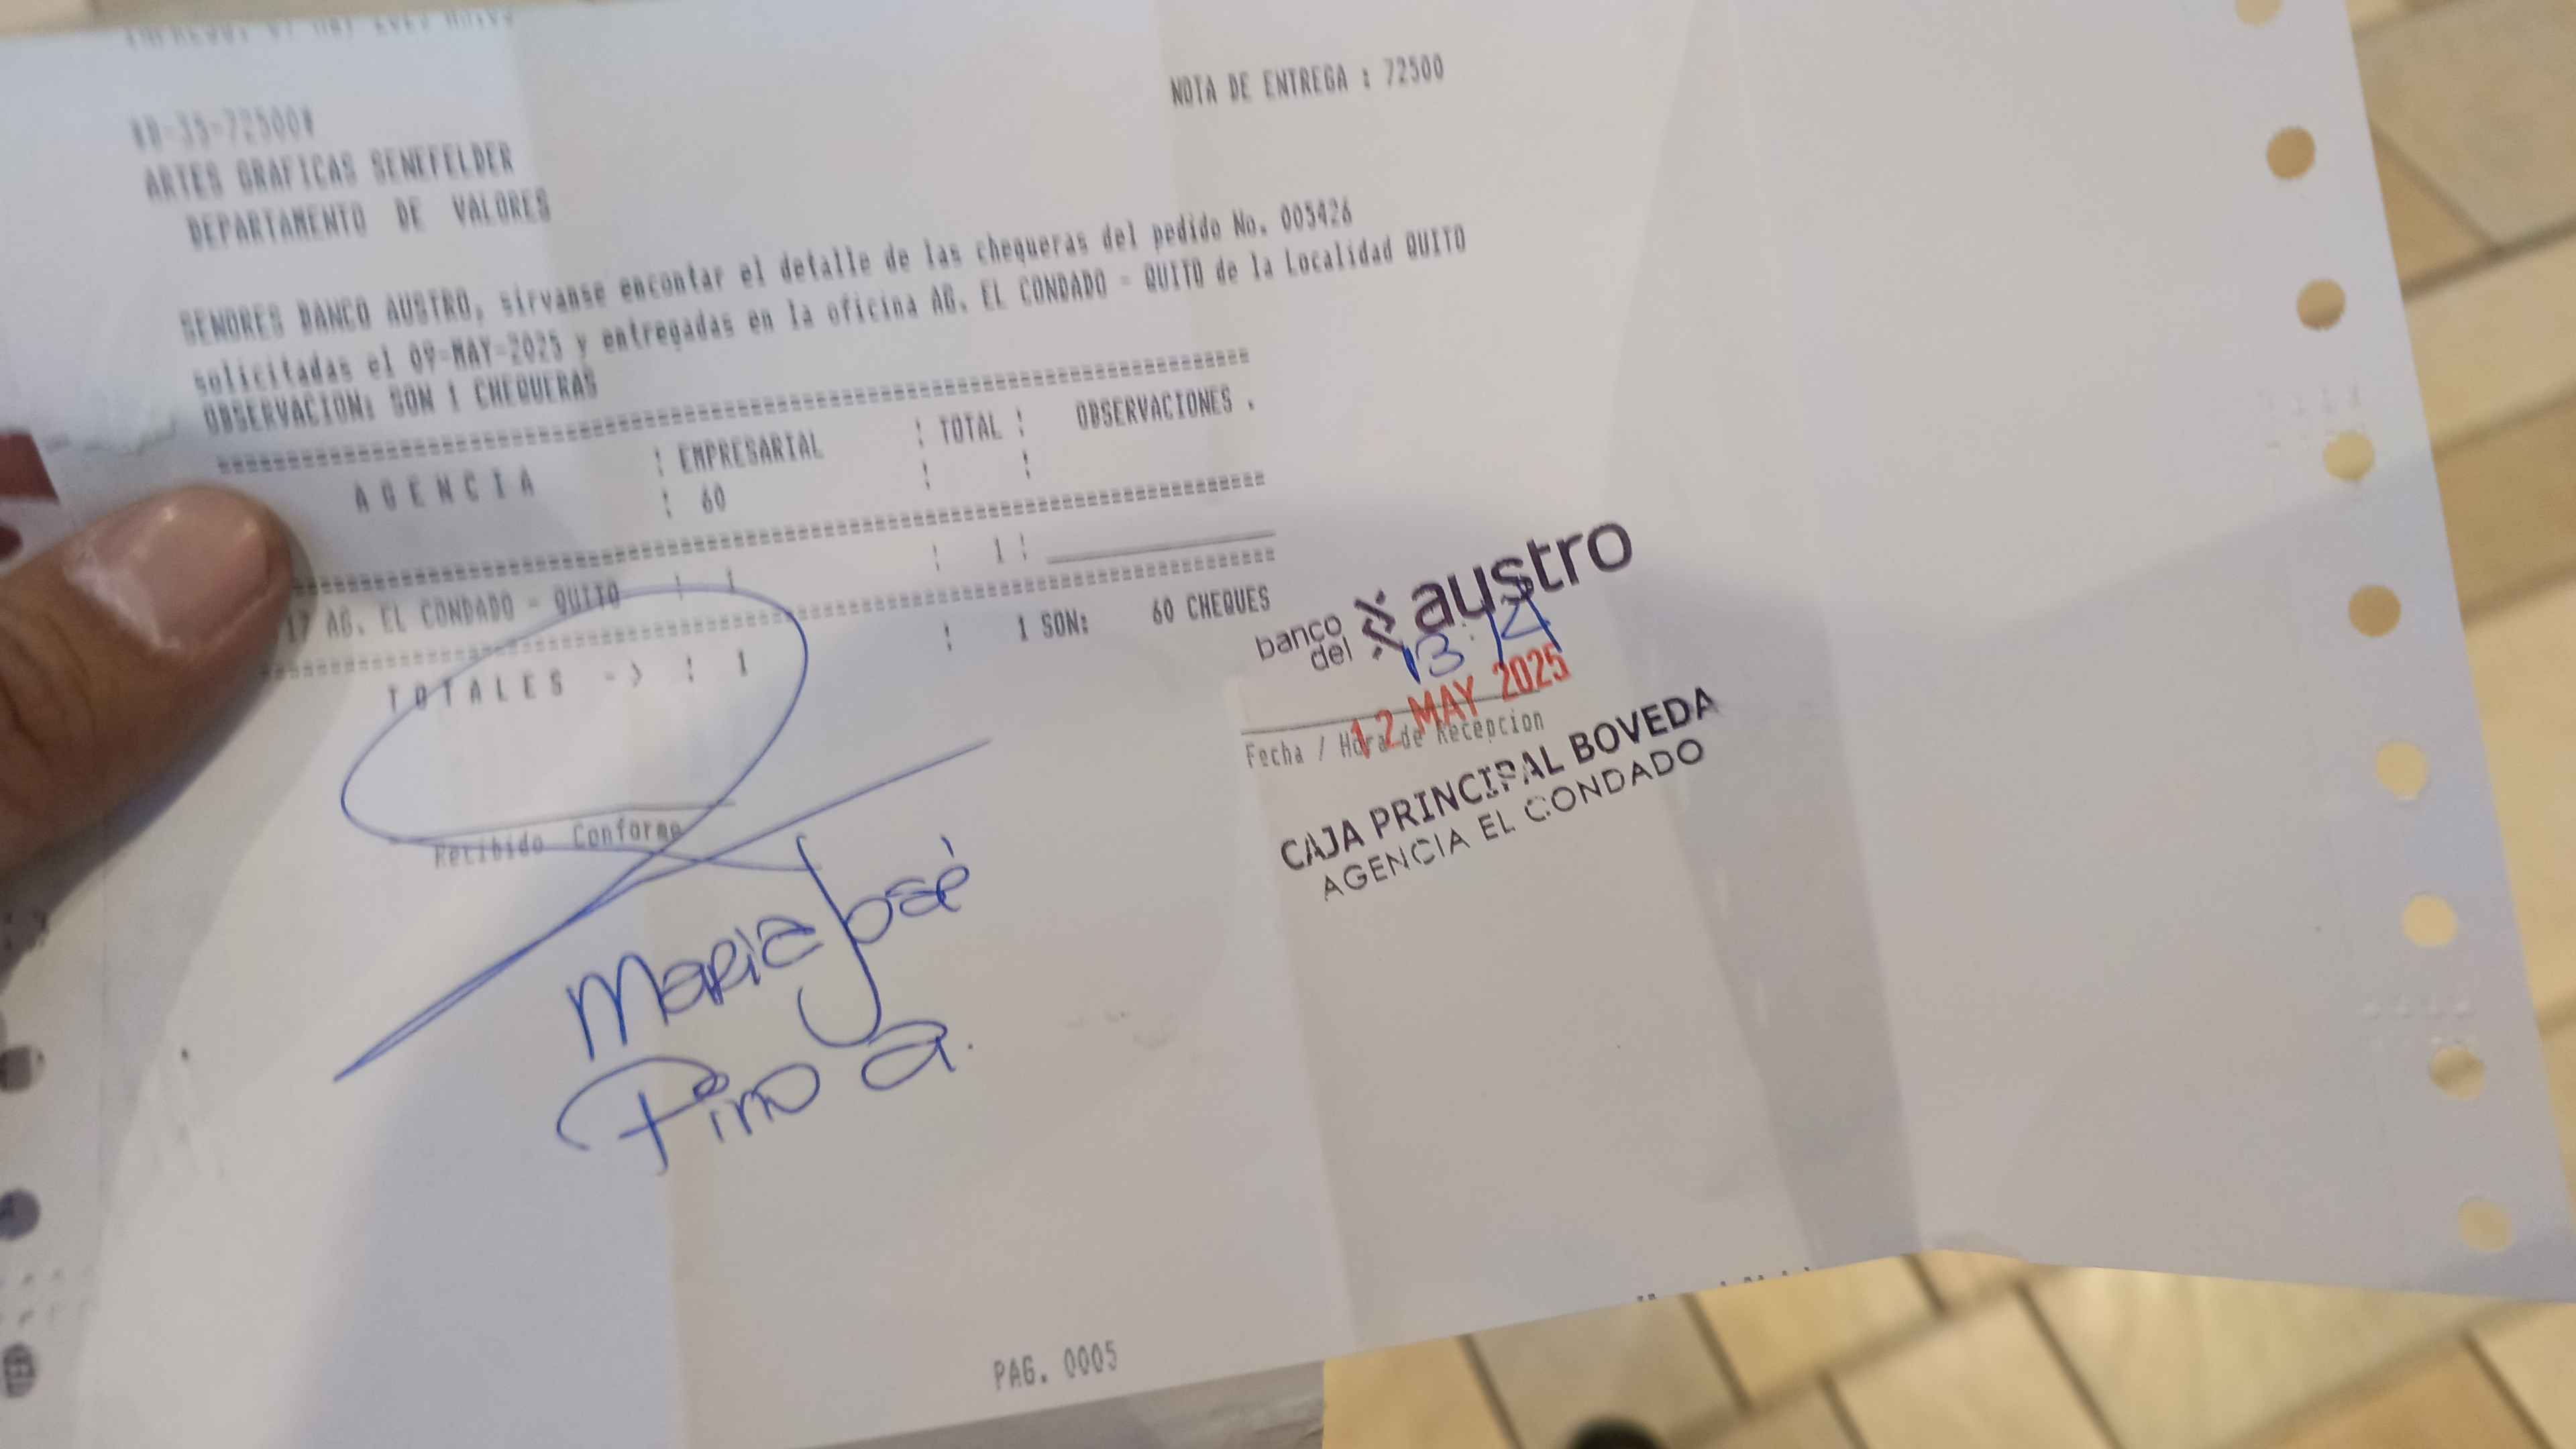 NOTA DE ENTREGA : 72500
ARTES GRAFICAS SENEFELDER
DEPARTAMENTO DE VALORES
SENORES BANCO AUSTRO, sirvanse encontar el detalle de las chequeras del pedido No. 005426
solicitadas el 09-MAY-2025 y entregadas en la oficina AG. EL CONDADO - QUITO de la Localidad QUITO
OBSERVACION: SON 1 CHEQUERAS
A G E N C I A : EMPRESARIAL : TOTAL : OBSERVACIONES .
: 60 : :
17 AG. EL CONDADO - QUITO : 1 : 1 :
T O T A L E S - > : 1 : 1 SON: 60 CHEQUES
banco del austro
13:14
12 MAY 2025
Fecha / Hora de Recepcion
CAJA PRINCIPAL BOVEDA
AGENCIA EL CONDADO
Recibido Conforme
Maria José
Pino a.
PAG. 0005